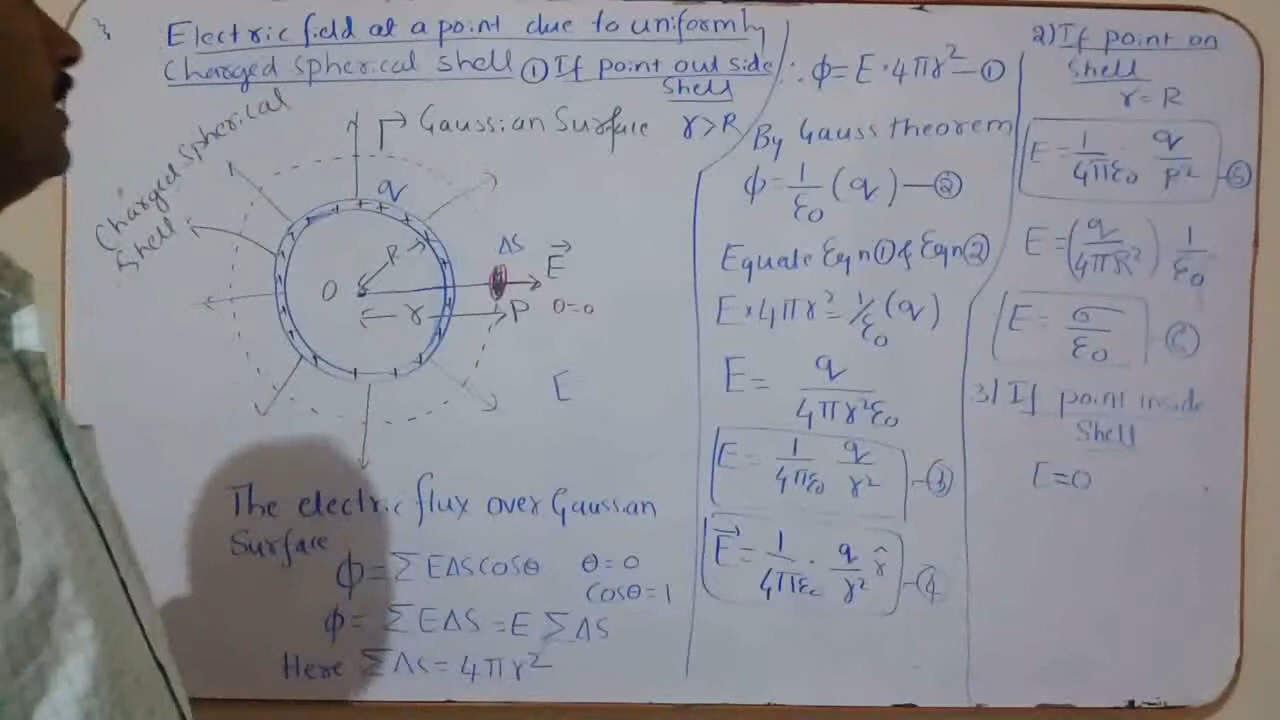 Electric field at a point due to uniformly
Charged spherical shell ① If point outside
Shell
Charged Spherical
Shell
Gaussian Surface r>R
q
R
O
r
ΔS
E⃗
P
θ=0
E
The electric flux over Gaussian
Surface
ϕ = Σ EΔS cosθ θ=0
Cosθ=1
ϕ = Σ EΔS = E Σ ΔS
Here ΣΔS = 4πr²
∴ ϕ = E · 4πr² — ①
By Gauss theorem
ϕ = 1/ε₀ (q) — ②
Equate Eqn ① & Eqn ②
E × 4πr² = 1/ε₀ (q)
E = q / 4πr²ε₀
E = 1/4πε₀ q/r² — ③
E⃗ = 1/4πε₀ · q/r² r̂ — ④
2) If point on
Shell
r = R
E = 1/4πε₀ q/R² — ⑤
E = (q/4πR²) 1/ε₀
E = σ/ε₀ ⑥
3) If point inside
Shell
E=0